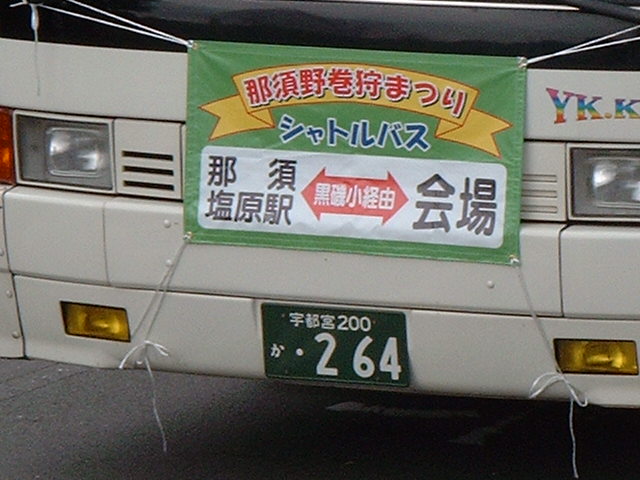 那須野巻狩まつり
シャトルバス
那須塩原駅
黒磯小経由
会場
YK.K
宇都宮200
か・264